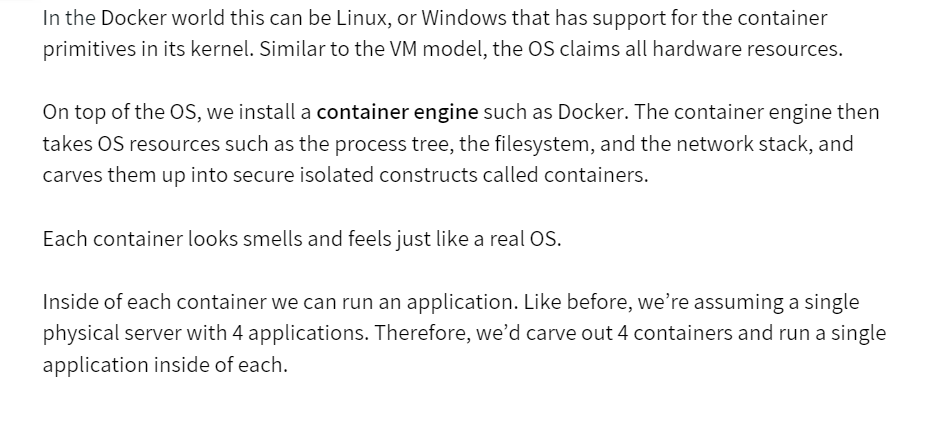 In the Docker world this can be Linux, or Windows that has support for the container
primitives in its kernel. Similar to the VM model, the OS claims all hardware resources.
On top of the OS, we install a container engine such as Docker. The container engine then
takes OS resources such as the process tree, the filesystem, and the network stack, and
carves them up into secure isolated constructs called containers.
Each container looks smells and feels just like a real OS.
Inside of each container we can run an application. Like before, we’re assuming a single
physical server with 4 applications. Therefore, we’d carve out 4 containers and run a single
application inside of each.